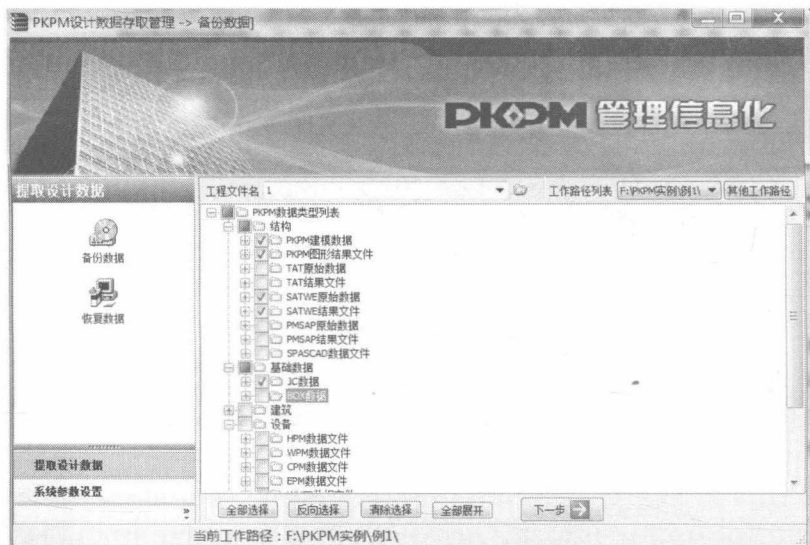 PKPM设计数据存取管理 -> 备份数据]
PKPM 管理信息化
提取设计数据
备份数据
恢复数据
提取设计数据
系统参数设置
工程文件名 1
工作路径列表 F:\PKPM实例\例1\ 其他工作路径
PKPM数据类型列表
结构
PKPM建模数据
PKPM图形结果文件
TAT原始数据
TAT结果文件
SATWE原始数据
SATWE结果文件
PMSAP原始数据
PMSAP结果文件
SPASCAD数据文件
基础数据
JC数据
BOX数据
建筑
设备
HPM数据文件
WPM数据文件
CPM数据文件
EPM数据文件
全部选择 反向选择 清除选择 全部展开 下一步
当前工作路径：F:\PKPM实例\例1\